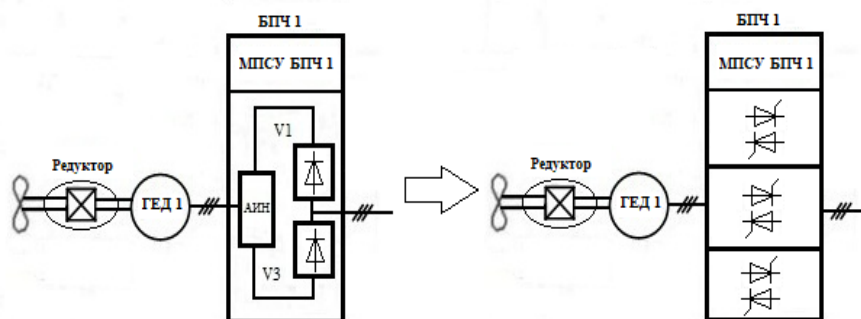 БПЧ 1
МПСУ БПЧ 1
V1
Редуктор
ГЕД 1
АИН
V3
БПЧ 1
МПСУ БПЧ 1
Редуктор
ГЕД 1